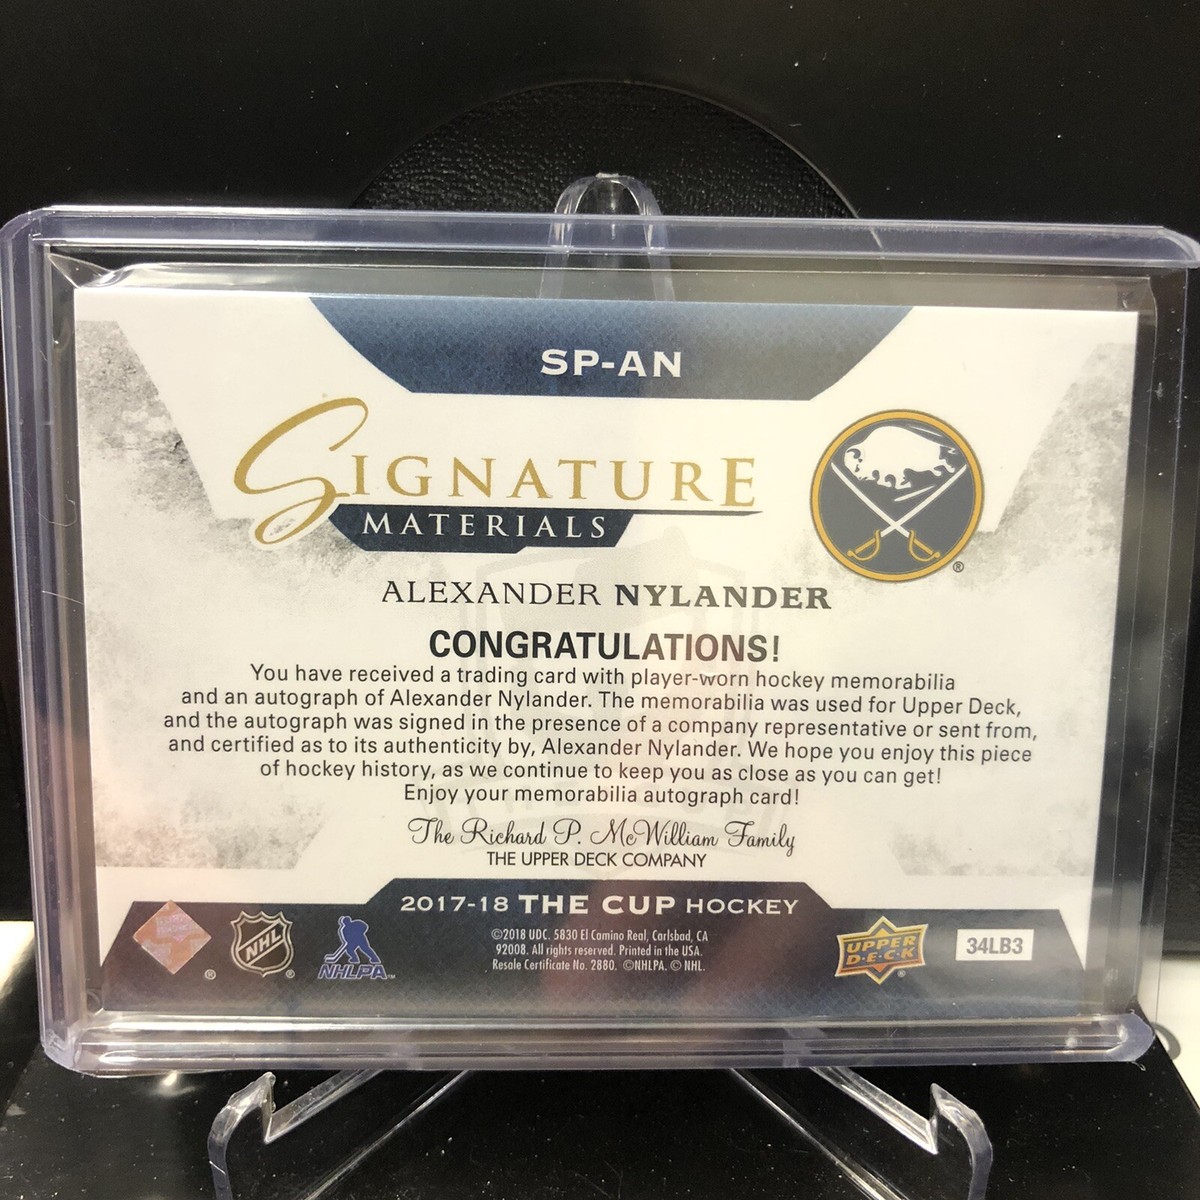 SP-AN
SIGNATURE
MATERIALS
®
ALEXANDER NYLANDER
CONGRATULATIONS!
You have received a trading card with player-worn hockey memorabilia
and an autograph of Alexander Nylander. The memorabilia was used for Upper Deck,
and the autograph was signed in the presence of a company representative or sent from,
and certified as to its authenticity by, Alexander Nylander. We hope you enjoy this piece
of hockey history, as we continue to keep you as close as you can get!
Enjoy your memorabilia autograph card!
The Richard P. McWilliam Family
THE UPPER DECK COMPANY
2017-18 THE CUP HOCKEY
®
NHL
®
NHLPA™
©2018 UDC. 5830 El Camino Real, Carlsbad, CA
92008. All rights reserved. Printed in the USA.
Resale Certificate No. 2880. ©NHLPA. © NHL.
UPPER
D·E·C·K
®
34LB3